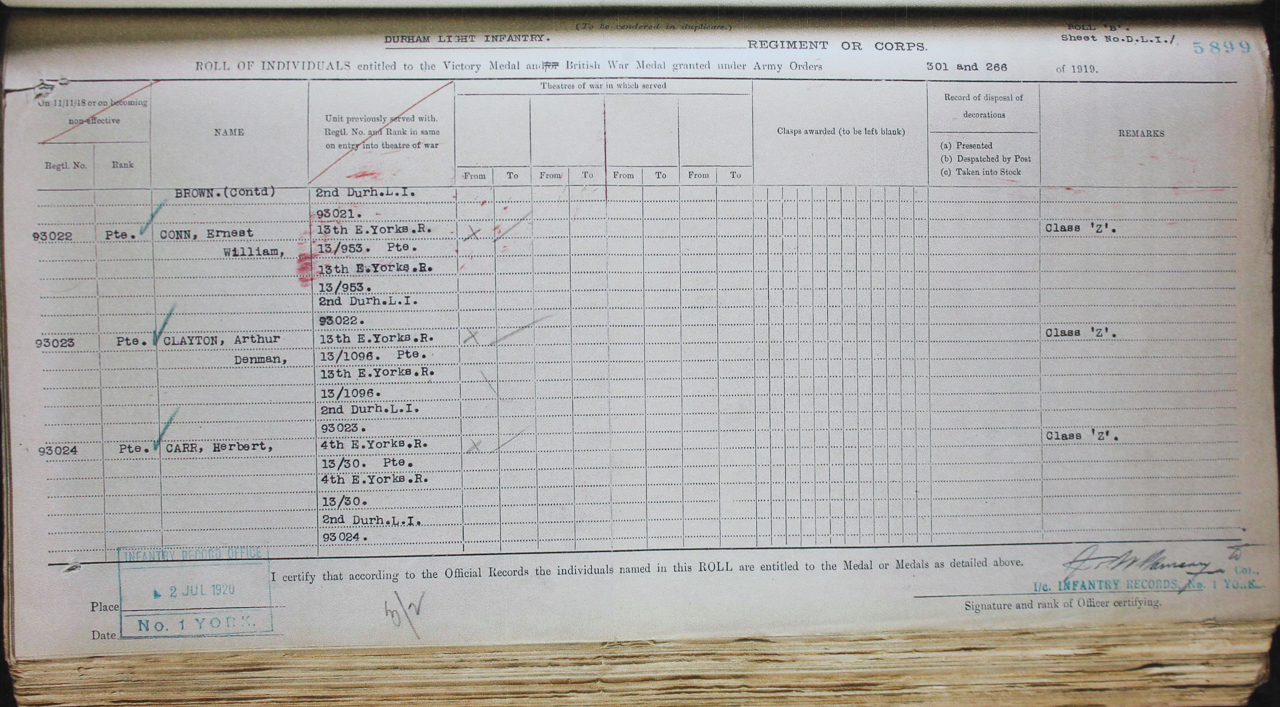 (To be rendered in duplicate.)
ROLL 'B'.
DURHAM LIGHT INFANTRY. REGIMENT OR CORPS. Sheet No.D.L.I./ 5899
ROLL OF INDIVIDUALS entitled to the Victory Medal and British War Medal granted under Army Orders 301 and 266 of 1919.
On 11/11/18 or on becoming non-effective
Regtl. No. Rank
NAME
Unit previously served with.
Regtl. No. and Rank in same
on entry into theatre of war
Theatres of war in which served
From To From To From To From To
Clasps awarded (to be left blank)
Record of disposal of
decorations
(a) Presented
(b) Despatched by Post
(c) Taken into Stock
REMARKS
BROWN.(Contd) 2nd Durh.L.I.
93021.
93022 Pte. CONN, Ernest 13th E.Yorks.R. x Class 'Z'.
William, 13/953. Pte.
13th E.Yorks.R.
13/953.
2nd Durh.L.I.
93022.
93023 Pte. CLAYTON, Arthur 13th E.Yorks.R. x Class 'Z'.
Denman, 13/1096. Pte.
13th E.Yorks.R.
13/1096.
2nd Durh.L.I.
93023.
93024 Pte. CARR, Herbert, 4th E.Yorks.R. x Class 'Z'.
13/30. Pte.
4th E.Yorks.R.
13/30.
2nd Durh.L.I.
93024.
I certify that according to the Official Records the individuals named in this ROLL are entitled to the Medal or Medals as detailed above.
INFANTRY RECORD OFFICE
2 JUL 1920
No. 1 YORK.
Place
Date
Col.,
I/c. INFANTRY RECORDS, No. 1 YORK.
Signature and rank of Officer certifying.